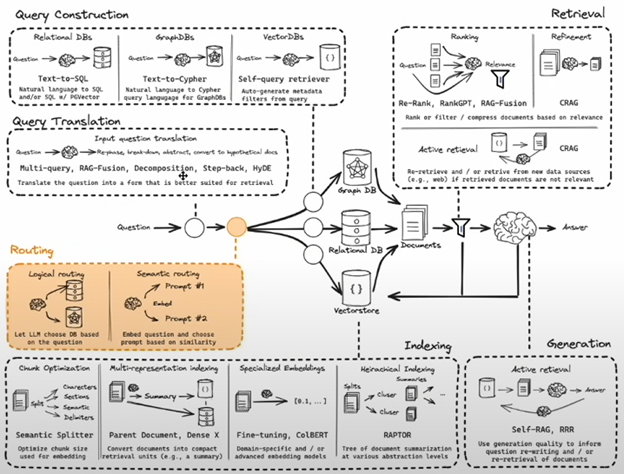 Query Construction
Relational DBs
Question
Text-to-SQL
Natural language to SQL
and/or SQL w/ PGVector
GraphDBs
Question
Text-to-Cypher
Natural language to Cypher
query language for GraphDBs
VectorDBs
Question
{}
Self-query retriever
Auto-generate metadata
filters from query
Query Translation
Input question translation
Question
Re-phrase, break-down, abstract, convert to hypothetical docs
Multi-query, RAG-Fusion, Decomposition, Step-back, HyDE
Translate the question into a form that is better suited for retrieval
Retrieval
Ranking
Question
Relevance
Re-Rank, RankGPT, RAG-Fusion
Rank or filter / compress documents based on relevance
Refinement
CRAG
Active retrieval
{}
CRAG
Re-retrieve and / or retrieve from new data sources
(e.g., web) if retrieved documents are not relevant
Question
Graph DB
Relational DB
{}
Vectorstore
Documents
Answer
Routing
Logical routing
Let LLM choose DB based
on the question
Semantic routing
Prompt #1
Embed
Prompt #2
Embed question and choose
prompt based on similarity
Indexing
Chunk Optimization
Split
Characters
Sections
Semantic
Delimiters
Semantic Splitter
Optimize chunk size
used for embedding
Multi-representation indexing
Summary
{}
Parent Document, Dense X
Convert documents into compact
retrieval units (e.g., a summary)
Specialized Embeddings
[0.1, ...]
Fine-tuning, ColBERT
Domain-specific and / or
advanced embedding models
Heirachical Indexing
Summaries
Splits
Cluser
Cluser
...
RAPTOR
Tree of document summarization
at various abstraction levels
Generation
Active retrieval
{}
Answer
Self-RAG, RRR
Use generation quality to inform
question re-writing and / or
re-retrieval of documents